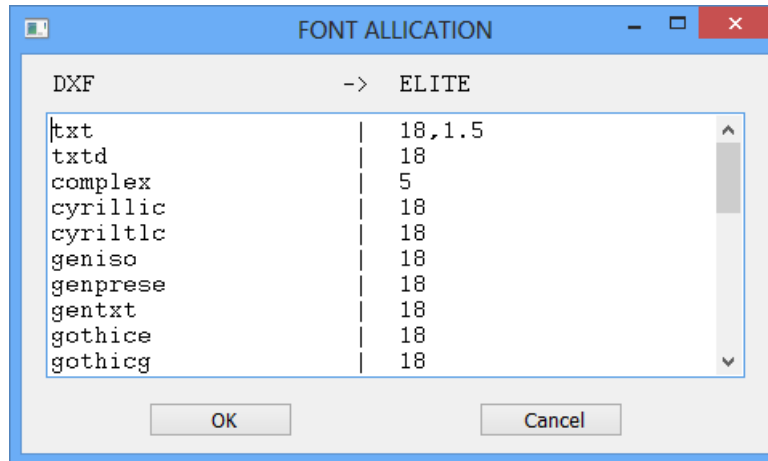 FONT ALLICATION
DXF -> ELITE
txt | 18,1.5
txtd | 18
complex | 5
cyrillic | 18
cyriltlc | 18
geniso | 18
genprese | 18
gentxt | 18
gothice | 18
gothicg | 18
OK Cancel